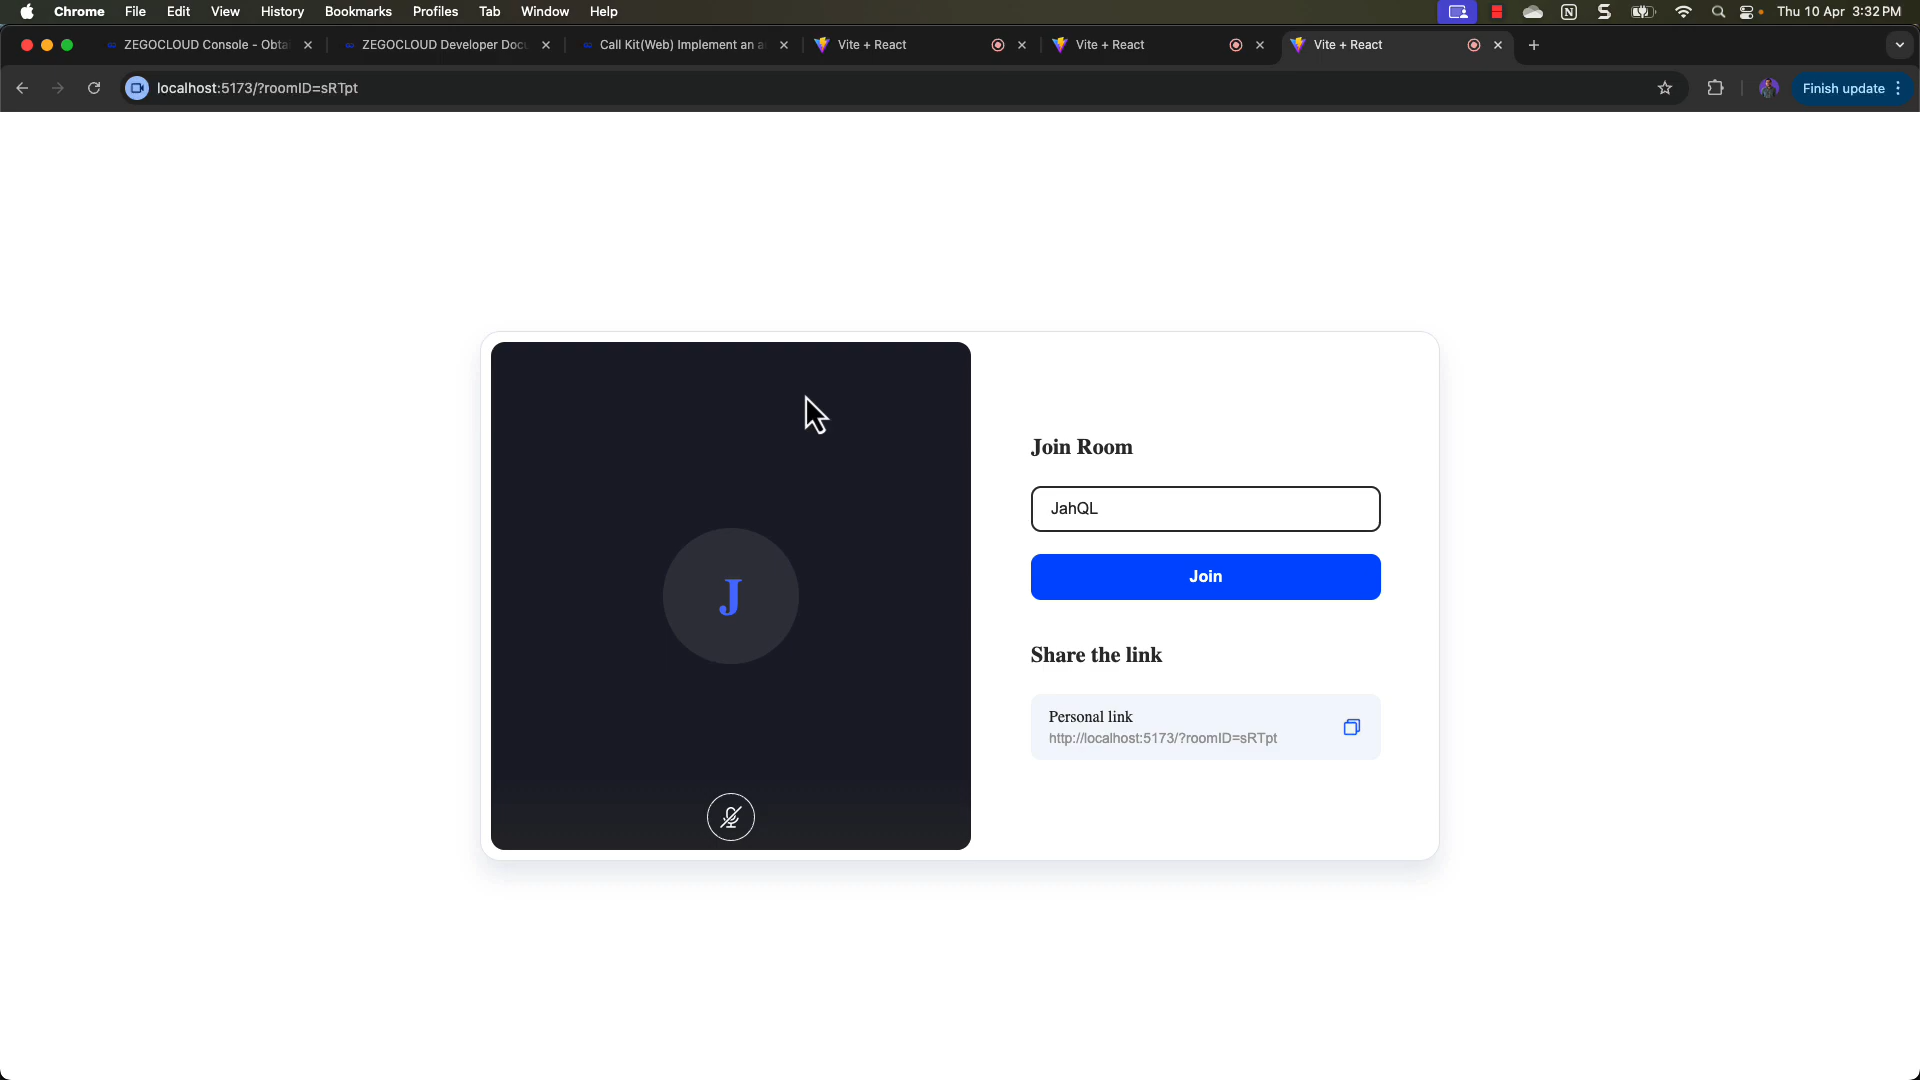 Chrome File Edit View History Bookmarks Profiles Tab Window Help Thu 10 Apr 3:32 PM
ZEGOCLOUD Console - Obta ZEGOCLOUD Developer Docu Call Kit(Web) Implement an a Vite + React Vite + React Vite + React
localhost:5173/?roomID=sRTpt Finish update
J
Join Room
JahQL
Join
Share the link
Personal link
http://localhost:5173/?roomID=sRTpt